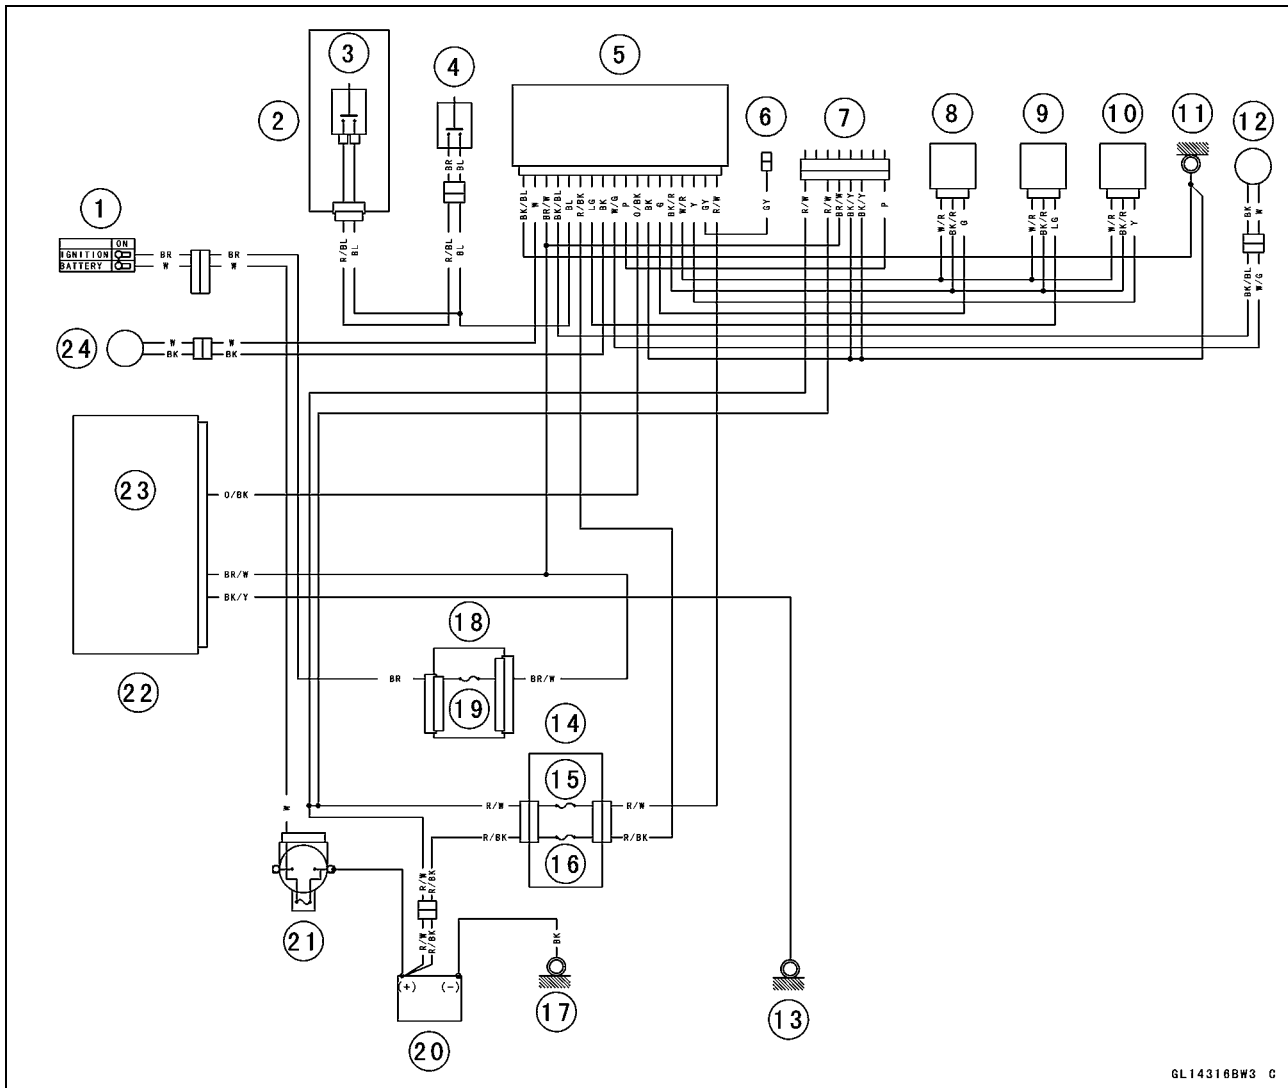 3
4
5
2
6
7
8
9
10
11
12
1
ON
IGNITION
BATTERY
BR
W
BR
W
R/BL
BL
BR
BL
R/BL
BL
BK/BL
W
BR/W
BK/BL
BL
R/BK
LG
BK
W/G
P
O/BK
BK
G
BK/R
W/R
Y
GY
R/W
GY
R/W
R/W
BR/W
BK/Y
BK/Y
P
W/R
BK/R
G
W/R
BK/R
LG
W/R
BK/R
Y
BK
W
BK/BL
W/G
24
W
BK
W
BK
23
O/BK
BR/W
BK/Y
22
18
BR
BR/W
19
14
15
R/W
R/W
R/BK
R/BK
16
W
21
R/W
R/BK
R/W
R/BK
(+)
(-)
20
BK
17
13
GL14316BW3 C